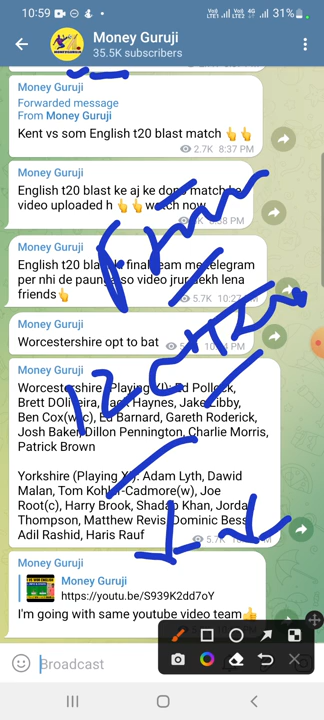 10:59
31%
Money Guruji
35.5K subscribers
Money Guruji
Forwarded message
From Money Guruji
Kent vs som English t20 blast match 👆👆
2.7K 8:37 PM
Money Guruji
English t20 blast ke aj ke dono match
video uploaded h 👆👆 watch now
8:38 PM
Money Guruji
English t20 final team me telegram
per nhi de paunga so video jrur dekh lena
friends👆
5.7K 10:27
Money Guruji
Worcestershire opt to bat
Money Guruji
Worcestershire (Playing XI): Ed Pollock,
Brett DOliveira, Jack Haynes, Jake Libby,
Ben Cox(w/c), Ed Barnard, Gareth Roderick,
Josh Baker, Dillon Pennington, Charlie Morris,
Patrick Brown
Yorkshire (Playing XI): Adam Lyth, Dawid
Malan, Tom Kohler-Cadmore(w), Joe
Root(c), Harry Brook, Shadab Khan, Jordan
Thompson, Matthew Revis, Dominic Bess,
Adil Rashid, Haris Rauf
5.7K
Money Guruji
Money Guruji
https://youtu.be/S939K2dd7oY
I'm going with same youtube video team👍
Broadcast